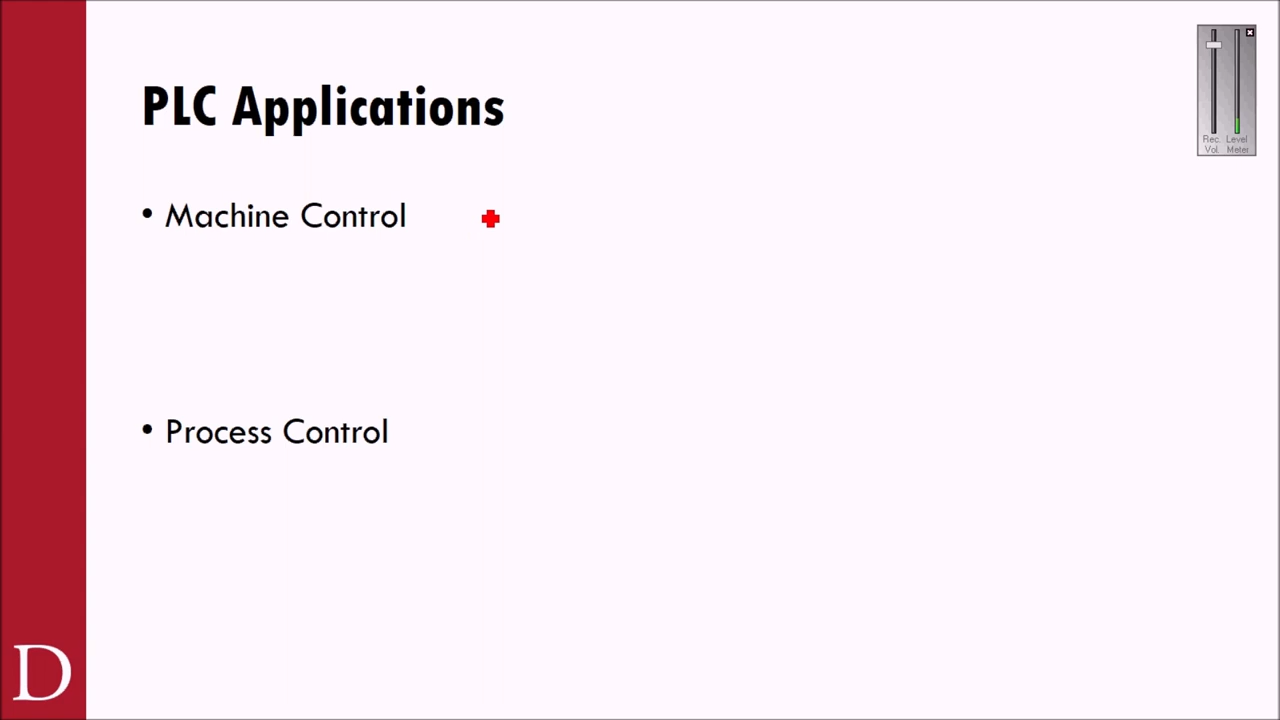 PLC Applications
• Machine Control
• Process Control
Rec. Level
Vol Meter
D